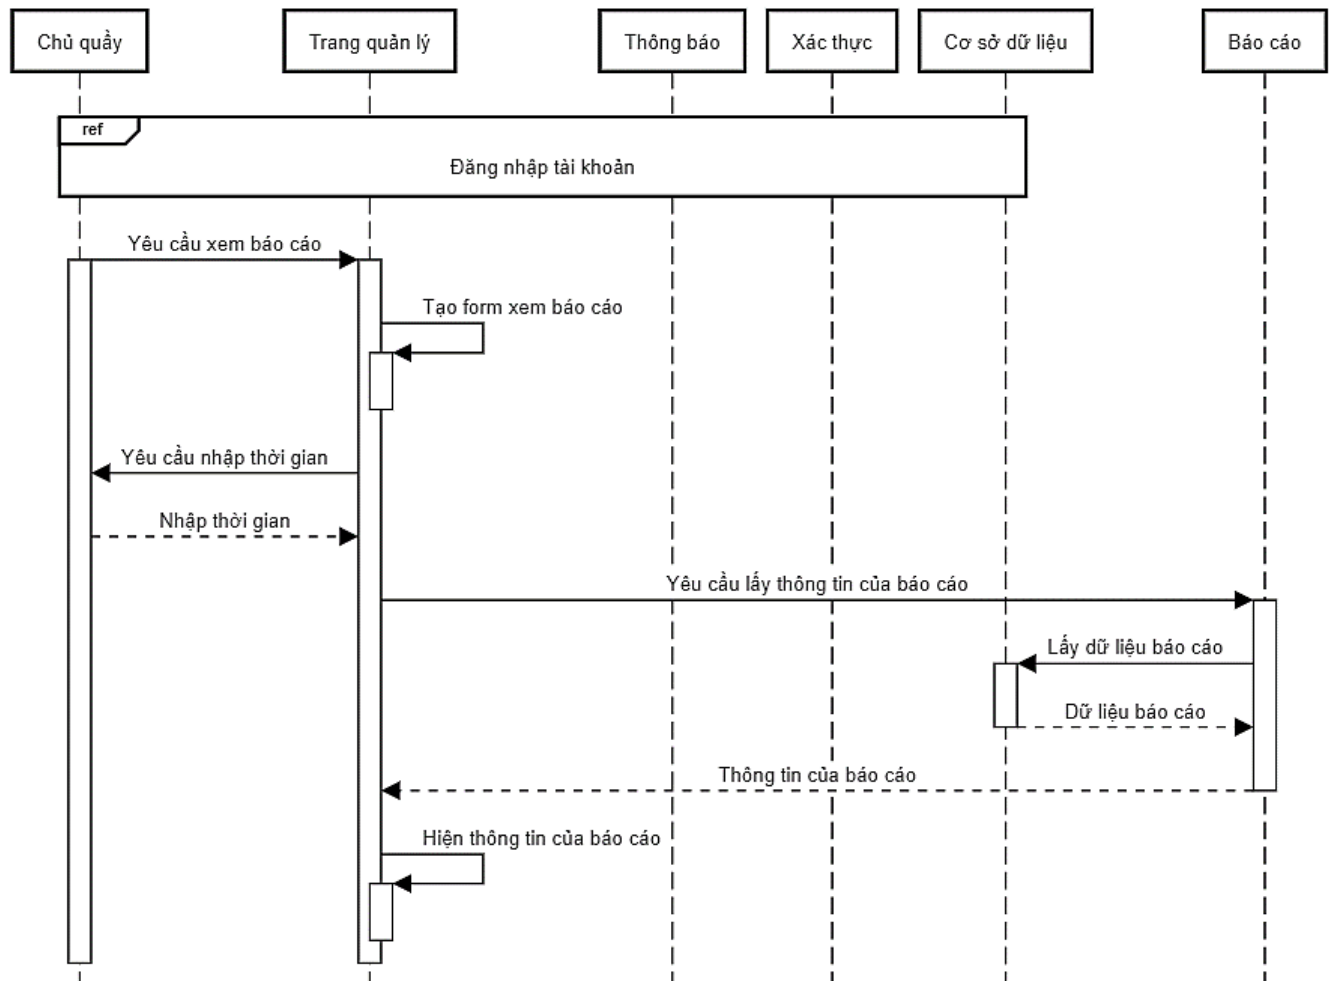 Chủ quầy
Trang quản lý
Thông báo
Xác thực
Cơ sở dữ liệu
Báo cáo
ref
Đăng nhập tài khoản
Yêu cầu xem báo cáo
Tạo form xem báo cáo
Yêu cầu nhập thời gian
Nhập thời gian
Yêu cầu lấy thông tin của báo cáo
Lấy dữ liệu báo cáo
Dữ liệu báo cáo
Thông tin của báo cáo
Hiện thông tin của báo cáo